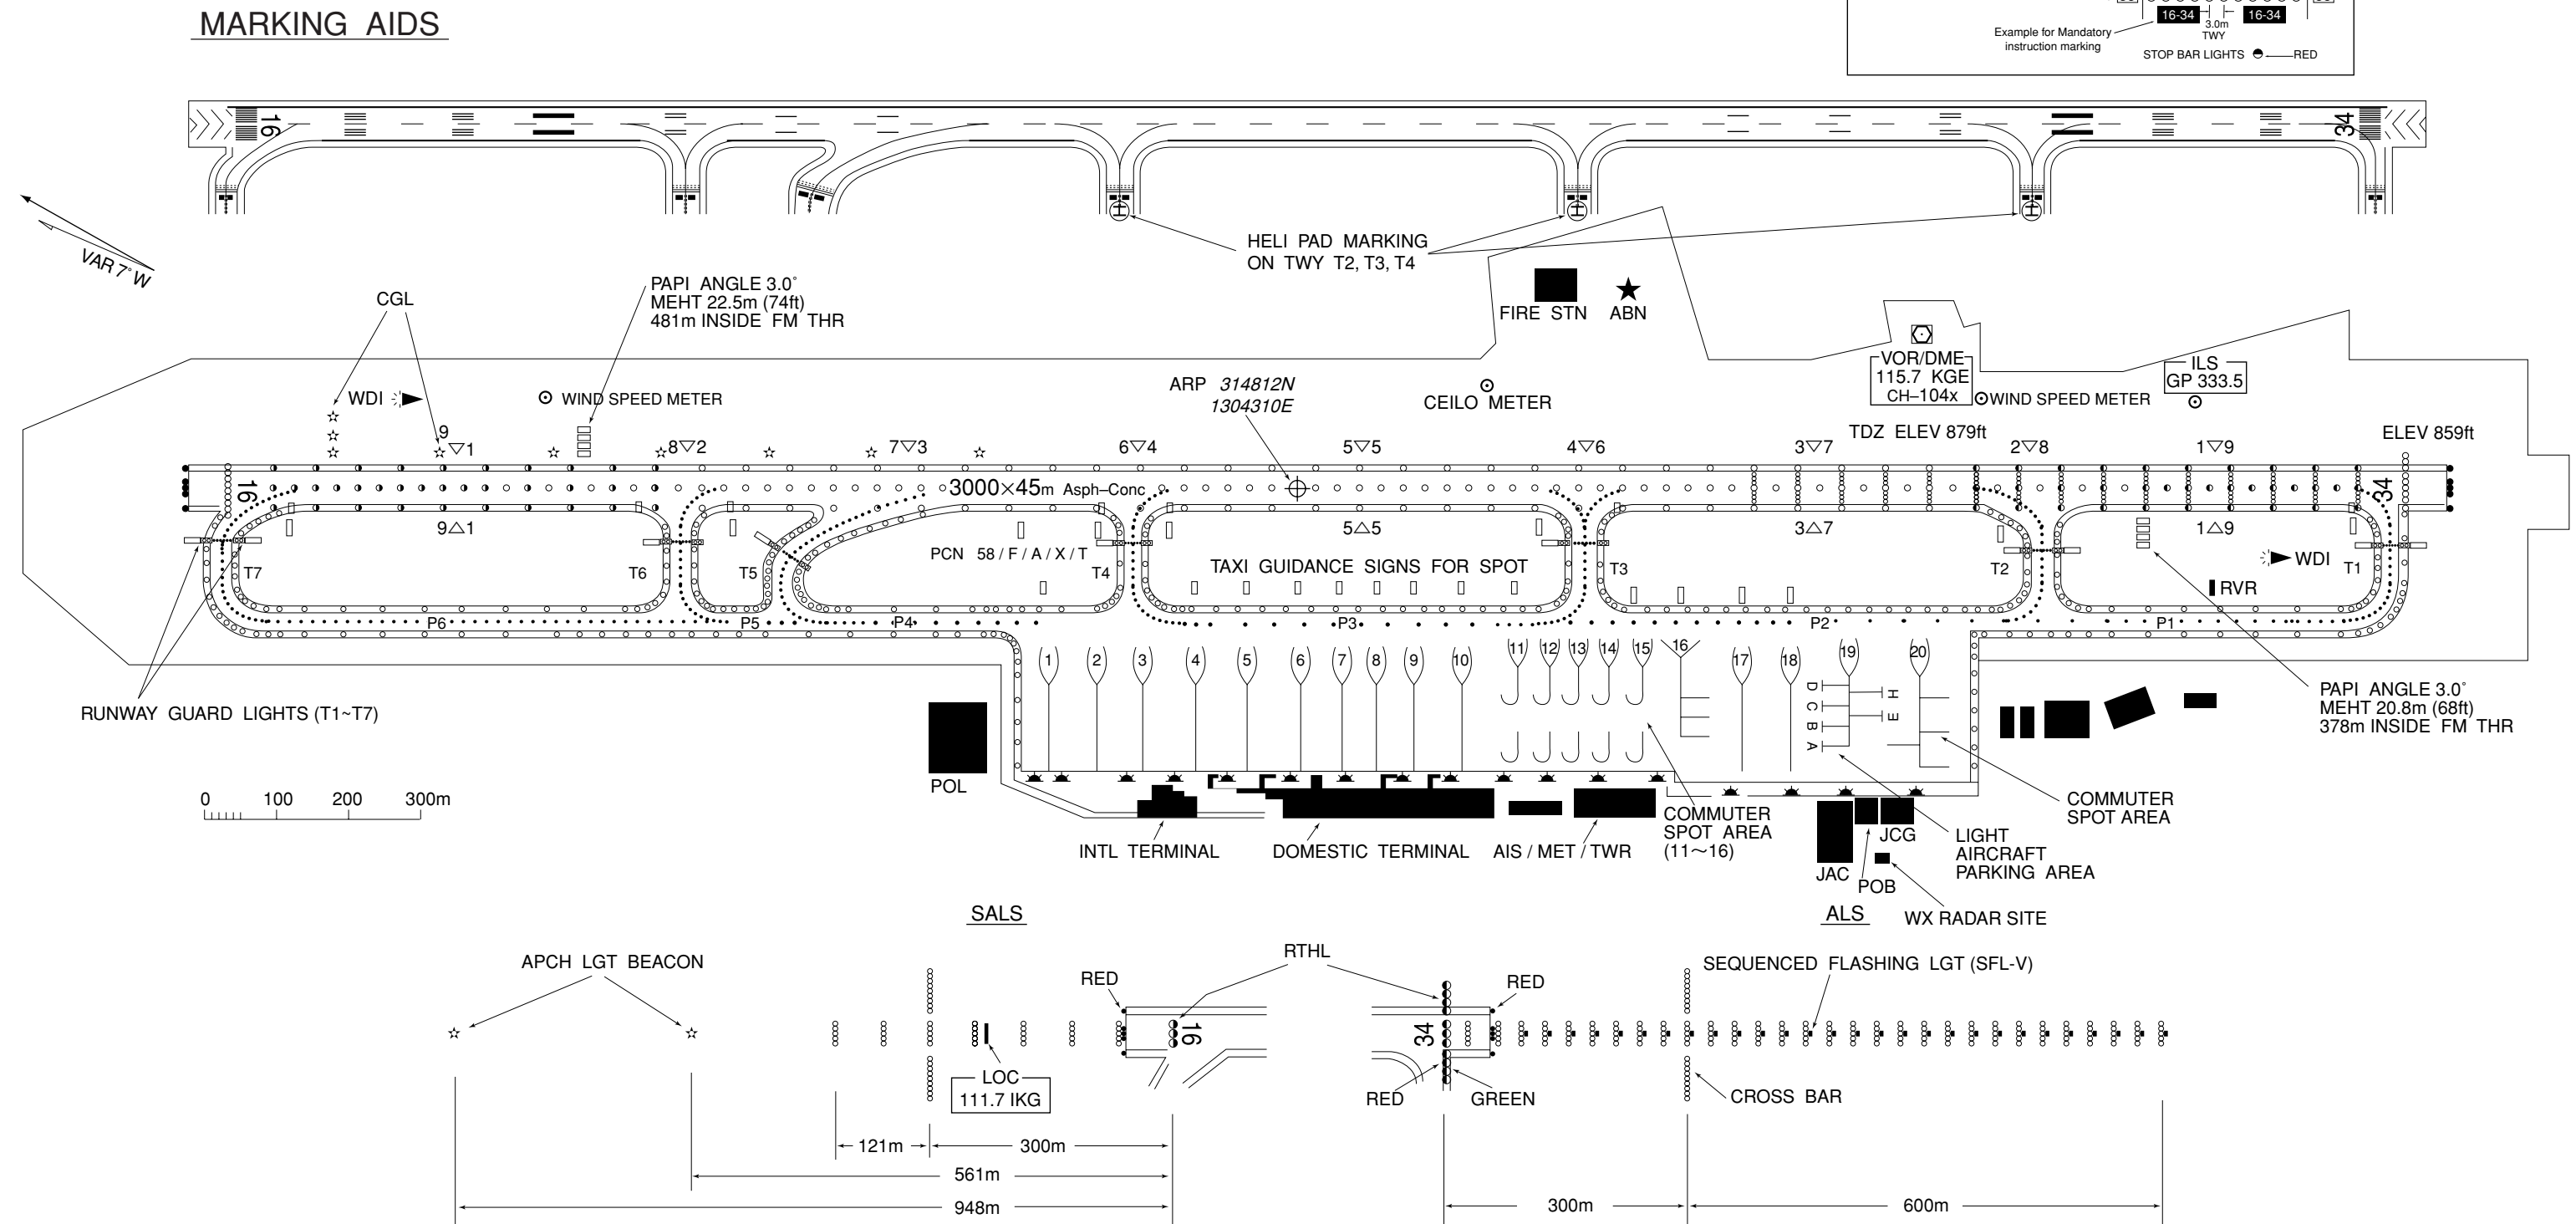 MARKING AIDS
16-34
16-34
3.0m
TWY
Example for Mandatory
instruction marking
STOP BAR LIGHTS
RED
16
34
VAR 7°W
HELI PAD MARKING
ON TWY T2, T3, T4
PAPI ANGLE 3.0°
MEHT 22.5m (74ft)
481m INSIDE FM THR
CGL
FIRE STN
ABN
VOR/DME
115.7 KGE
CH–104x
ILS
GP 333.5
WDI
WIND SPEED METER
ARP 314812N
1304310E
CEILO METER
WIND SPEED METER
TDZ ELEV 879ft
ELEV 859ft
9
▽1
8▽2
7▽3
6▽4
5▽5
4▽6
3▽7
2▽8
1▽9
16
3000×45m Asph–Conc
34
9△1
5△5
3△7
1△9
PCN 58 / F / A / X / T
TAXI GUIDANCE SIGNS FOR SPOT
WDI
T7
T6
T5
T4
T3
T2
T1
RVR
P6
P5
P4
P3
P2
P1
1
2
3
4
5
6
7
8
9
10
11
12
13
14
15
16
17
18
19
20
D
C
B
A
H
E
RUNWAY GUARD LIGHTS (T1~T7)
PAPI ANGLE 3.0°
MEHT 20.8m (68ft)
378m INSIDE FM THR
POL
0 100 200 300m
INTL TERMINAL
DOMESTIC TERMINAL
AIS / MET / TWR
COMMUTER
SPOT AREA
(11～16)
JAC
POB
JCG
LIGHT
AIRCRAFT
PARKING AREA
COMMUTER
SPOT AREA
WX RADAR SITE
SALS
ALS
APCH LGT BEACON
RED
RTHL
RED
SEQUENCED FLASHING LGT (SFL-V)
16
34
LOC
111.7 IKG
RED
GREEN
CROSS BAR
121m
300m
561m
948m
300m
600m